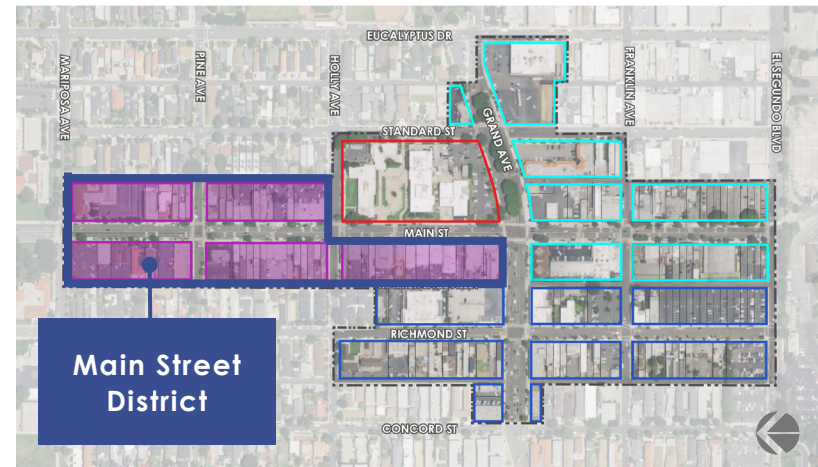 EUCALYPTUS DR
MARIPOSA AVE
PINE AVE
HOLLY AVE
FRANKLIN AVE
EL SEGUNDO BLVD
GRAND AVE
STANDARD ST
MAIN ST
RICHMOND ST
Main Street
District
CONCORD ST